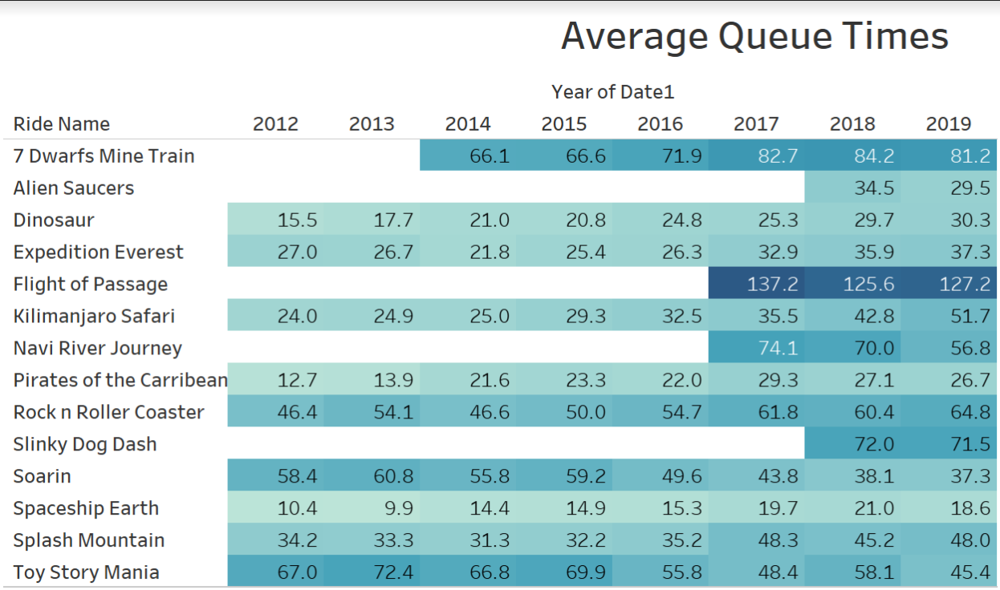 Average Queue Times
Year of Date1
Ride Name 2012 2013 2014 2015 2016 2017 2018 2019
7 Dwarfs Mine Train 66.1 66.6 71.9 82.7 84.2 81.2
Alien Saucers 34.5 29.5
Dinosaur 15.5 17.7 21.0 20.8 24.8 25.3 29.7 30.3
Expedition Everest 27.0 26.7 21.8 25.4 26.3 32.9 35.9 37.3
Flight of Passage 137.2 125.6 127.2
Kilimanjaro Safari 24.0 24.9 25.0 29.3 32.5 35.5 42.8 51.7
Navi River Journey 74.1 70.0 56.8
Pirates of the Carribean 12.7 13.9 21.6 23.3 22.0 29.3 27.1 26.7
Rock n Roller Coaster 46.4 54.1 46.6 50.0 54.7 61.8 60.4 64.8
Slinky Dog Dash 72.0 71.5
Soarin 58.4 60.8 55.8 59.2 49.6 43.8 38.1 37.3
Spaceship Earth 10.4 9.9 14.4 14.9 15.3 19.7 21.0 18.6
Splash Mountain 34.2 33.3 31.3 32.2 35.2 48.3 45.2 48.0
Toy Story Mania 67.0 72.4 66.8 69.9 55.8 48.4 58.1 45.4